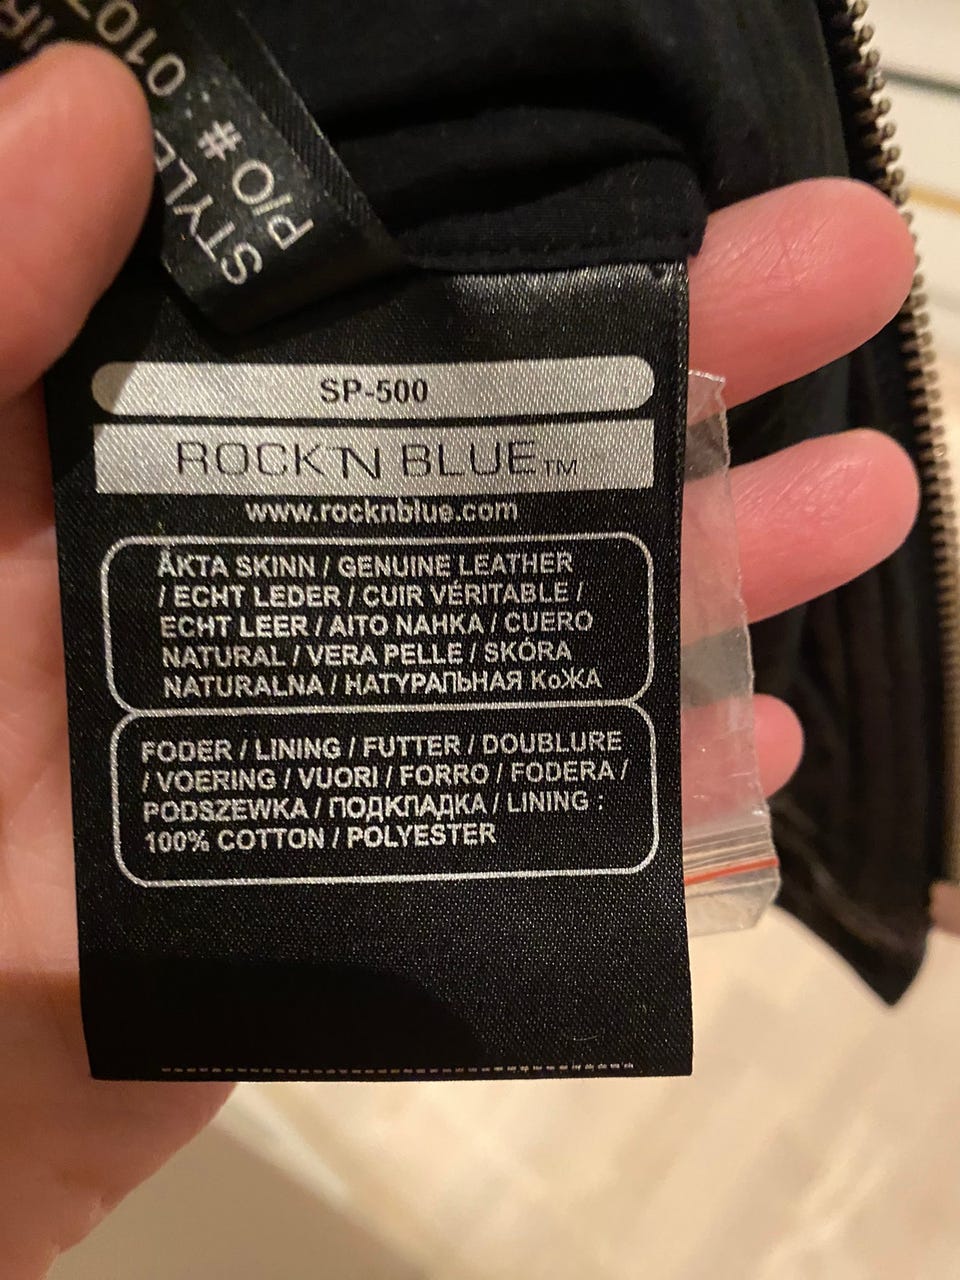 STYLE
P/O #
SP-500
ROCK'N BLUE TM
www.rocknblue.com
ÄKTA SKINN / GENUINE LEATHER
/ ECHT LEDER / CUIR VÉRITABLE /
ECHT LEER / AITO NAHKA / CUERO
NATURAL / VERA PELLE / SKÓRA
NATURALNA / НАТУРАЛЬНАЯ КоЖА
FODER / LINING / FUTTER / DOUBLURE
/ VOERING / VUORI / FORRO / FODERA /
PODSZEWKA / ПОДКЛАДКА / LINING :
100% COTTON / POLYESTER